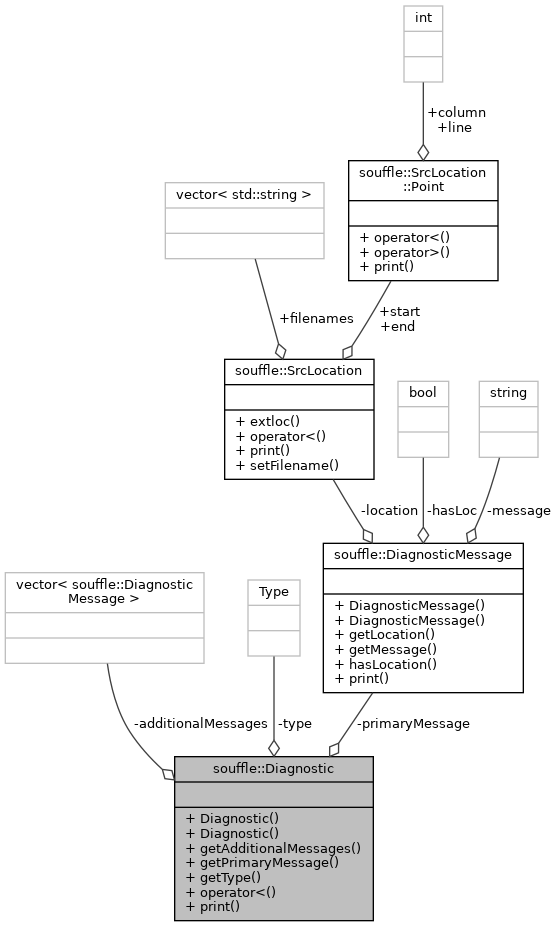 int
+column
+line
souffle::SrcLocation
::Point
+ operator<()
+ operator>()
+ print()
vector< std::string >
+filenames
+start
+end
souffle::SrcLocation
+ extloc()
+ operator<()
+ print()
+ setFilename()
bool
string
-location
-hasLoc
-message
souffle::DiagnosticMessage
+ DiagnosticMessage()
+ DiagnosticMessage()
+ getLocation()
+ getMessage()
+ hasLocation()
+ print()
vector< souffle::Diagnostic
Message >
Type
-additionalMessages
-type
-primaryMessage
souffle::Diagnostic
+ Diagnostic()
+ Diagnostic()
+ getAdditionalMessages()
+ getPrimaryMessage()
+ getType()
+ operator<()
+ print()